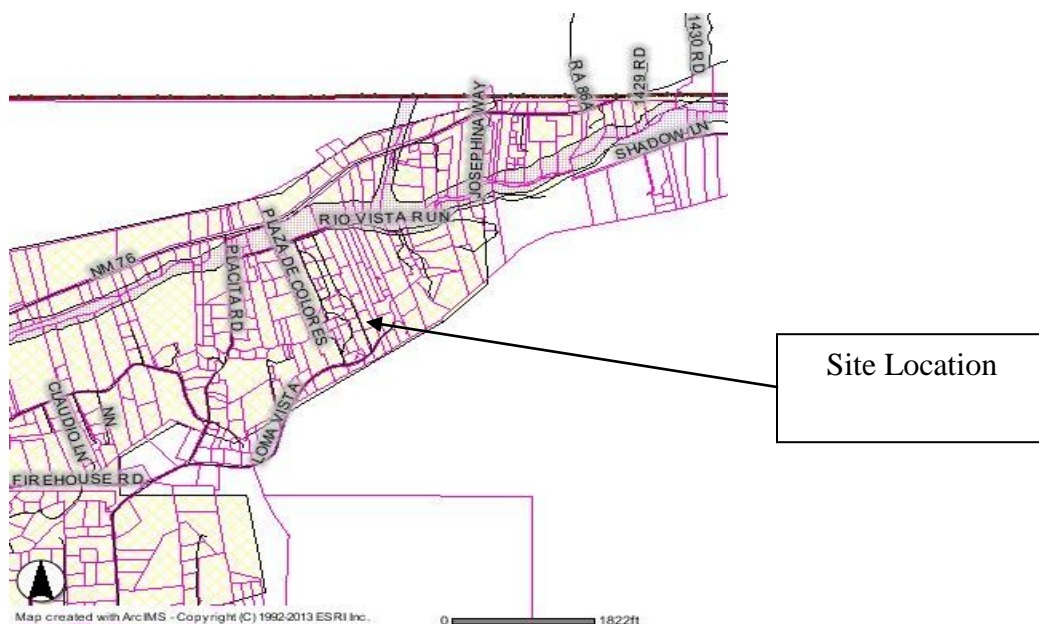 1430 RD
RA 86A
1429 RD
JOSEPHINA WAY
SHADOW LN
RIO VISTA RUN
PLAZA DE COLORES
NM 76
PLACITA RD
Site Location
CLAUDIO LN
NN
LOMA VISTA
FIREHOUSE RD
Map created with ArcIMS - Copyright (C) 1992-2013 ESRI Inc.
0 1822ft